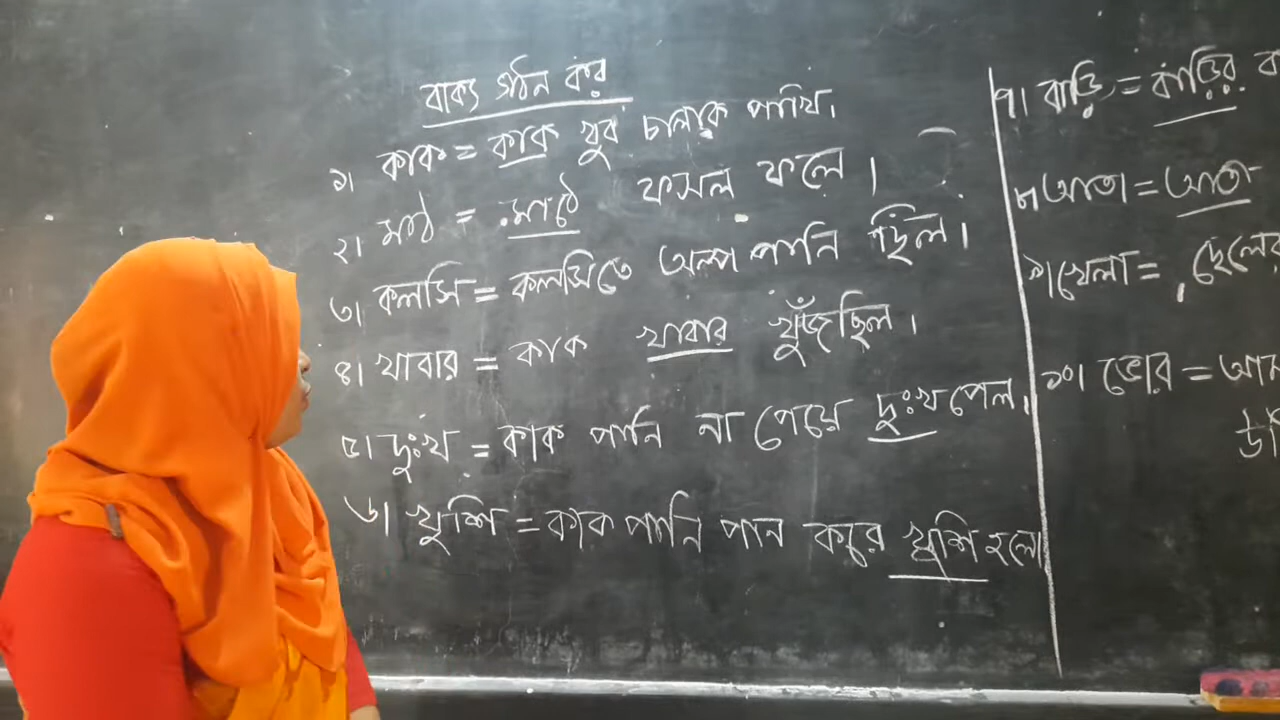 বাক্য গঠন কর
১। কাক = কাক খুব চালাক পাখি।
২। মাঠ = মাঠে ফসল ফলে।
৩। কলসি = কলসিতে অল্প পানি ছিল।
৪। খাবার = কাক খাবার খুঁজছিল।
৫। দুঃখ = কাক পানি না পেয়ে দুঃখ পেল।
৬। খুশি = কাক পানি পান করে খুশি হলো
৭। বাড়ি = বাড়ির
৮। আতা = আতা
৯। খেলা = ছেলের
১০। ভোর =